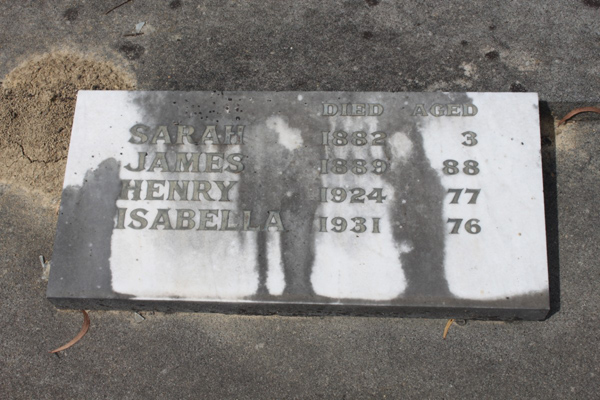 DIED AGED
SARAH 1882 3
JAMES 1889 88
HENRY 1924 77
ISABELLA 1931 76